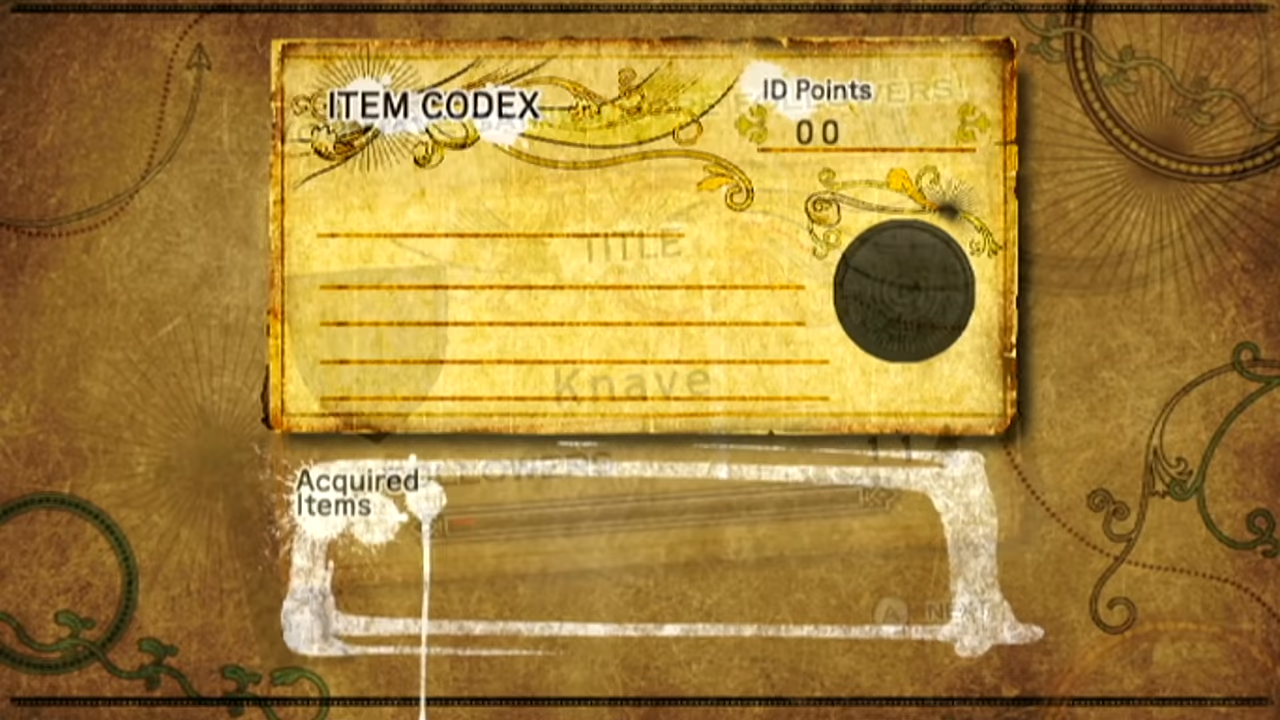 ITEM CODEX
ID Points
00
TITLE
Knave
Acquired
Items
NEXT